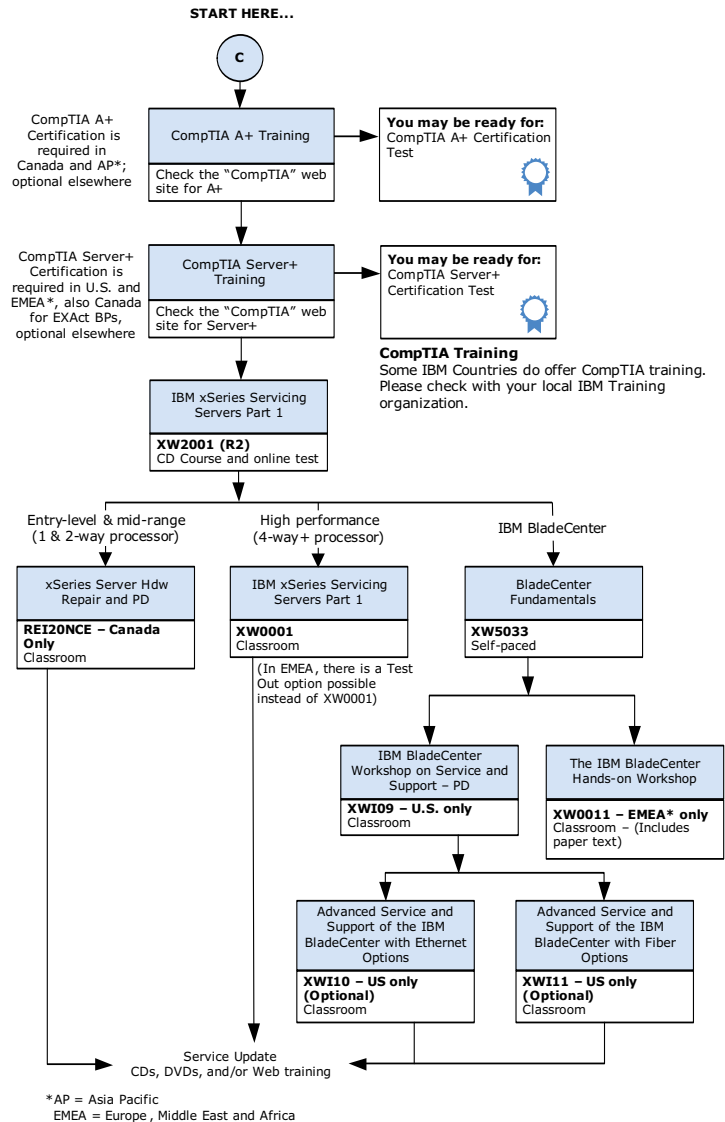 START HERE...
C
CompTIA A+
Certification is
required in
Canada and AP*;
optional elsewhere
CompTIA A+ Training
Check the “CompTIA” web
site for A+
You may be ready for:
CompTIA A+ Certification
Test
CompTIA Server+
Certification is
required in U.S. and
EMEA*, also Canada
for EXAct BPs,
optional elsewhere
CompTIA Server+
Training
Check the “CompTIA” web
site for Server+
You may be ready for:
CompTIA Server+
Certification Test
CompTIA Training
Some IBM Countries do offer CompTIA training.
Please check with your local IBM Training
organization.
IBM xSeries Servicing
Servers Part 1
XW2001 (R2)
CD Course and online test
Entry-level & mid-range
(1 & 2-way processor)
High performance
(4-way+ processor)
IBM BladeCenter
xSeries Server Hdw
Repair and PD
REI20NCE – Canada
Only
Classroom
IBM xSeries Servicing
Servers Part 1
XW0001
Classroom
(In EMEA, there is a Test
Out option possible
instead of XW0001)
BladeCenter
Fundamentals
XW5033
Self-paced
IBM BladeCenter
Workshop on Service and
Support – PD
XWI09 – U.S. only
Classroom
The IBM BladeCenter
Hands-on Workshop
XW0011 – EMEA* only
Classroom – (Includes
paper text)
Advanced Service and
Support of the IBM
BladeCenter with Ethernet
Options
XWI10 – US only
(Optional)
Classroom
Advanced Service and
Support of the IBM
BladeCenter with Fiber
Options
XWI11 – US only
(Optional)
Classroom
Service Update
CDs, DVDs, and/or Web training
*AP = Asia Pacific
EMEA = Europe, Middle East and Africa